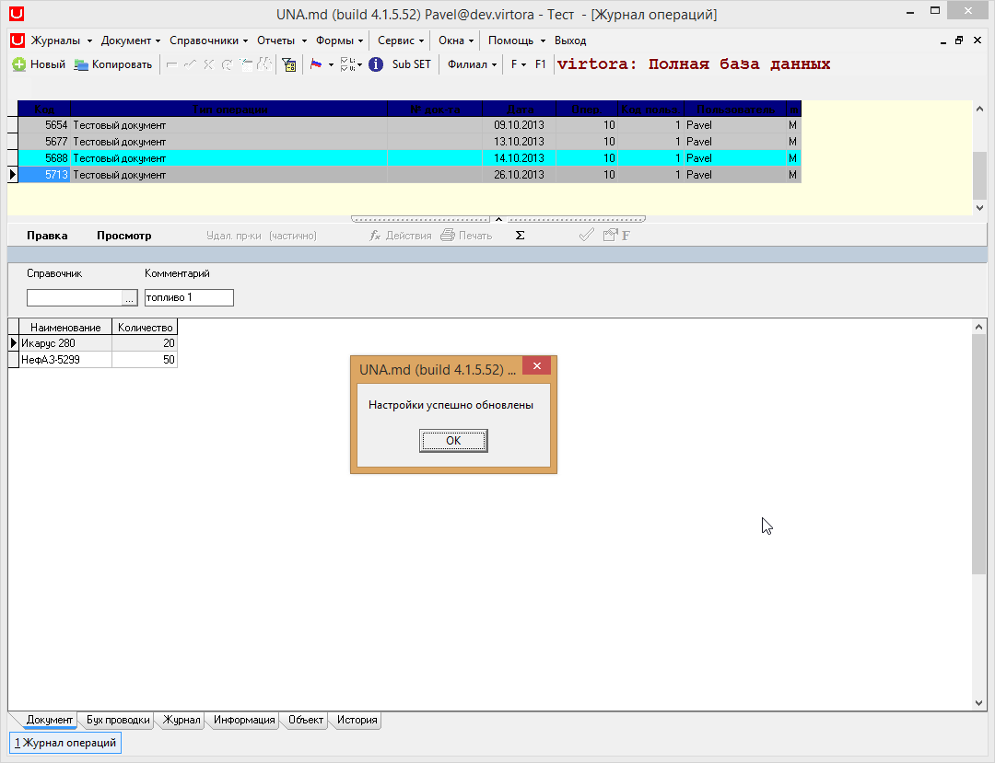 UNA.md (build 4.1.5.52) Pavel@dev.virtora - Тест - [Журнал операций]
Журналы Документ Справочники Отчеты Формы Сервис Окна Помощь Выход
Новый Копировать Sub SET Филиал F F1 virtora: Полная база данных
Код Тип операции № док-та Дата Опер. Код польз. Пользователь
5654 Тестовый документ 09.10.2013 10 1 Pavel M
5677 Тестовый документ 13.10.2013 10 1 Pavel M
5688 Тестовый документ 14.10.2013 10 1 Pavel M
5713 Тестовый документ 26.10.2013 10 1 Pavel M
Правка Просмотр Удал. пр-ки (частично) fx Действия Печать Σ F
Справочник Комментарий
... топливо 1
Наименование Количество
Икарус 280 20
НефАЗ-5299 50
UNA.md (build 4.1.5.52) ...
Настройки успешно обновлены
OK
Документ Бух проводки Журнал Информация Объект История
1 Журнал операций